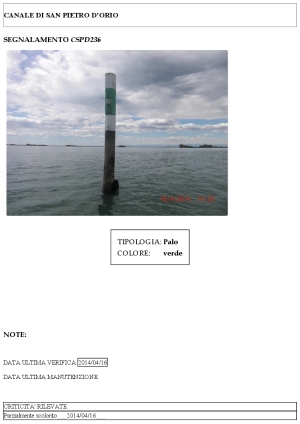 CANALE DI SAN PIETRO D'ORIO
SEGNALAMENTO CSPD236
TIPOLOGIA: Palo
COLORE: verde
NOTE:
DATA ULTIMA VERIFICA 2014/04/16
DATA ULTIMA MANUTENZIONE
CRITICITA' RILEVATE
Parzialmente scolorito 2014/04/16